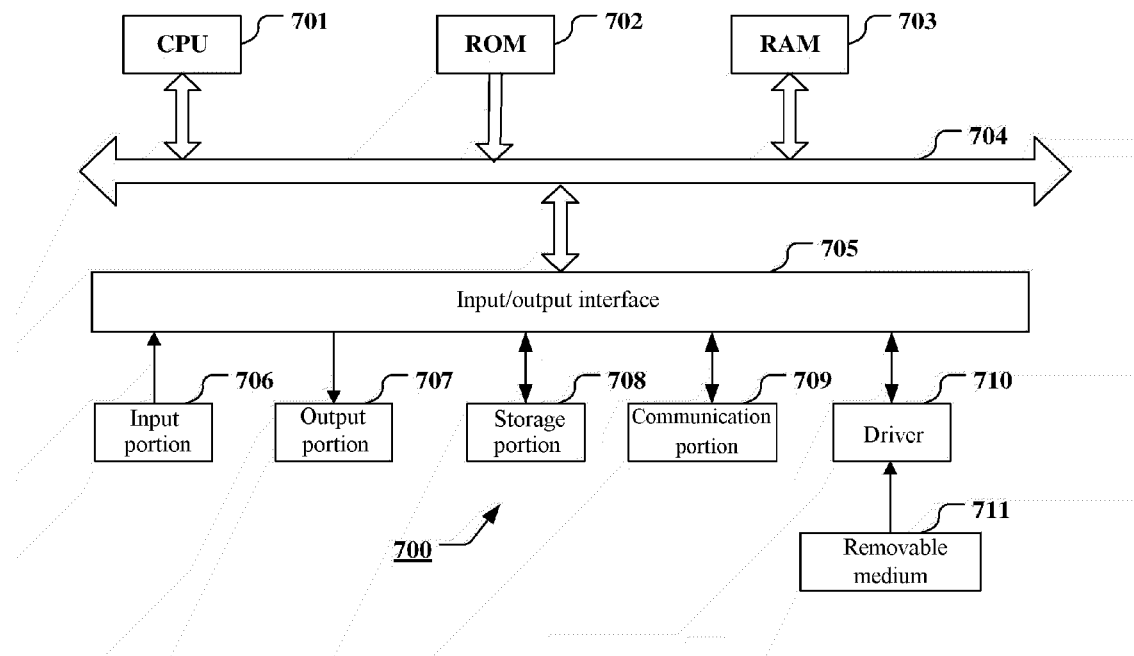 CPU 701
ROM 702
RAM 703
704
705
Input/output interface
706
707
708
709
710
Input
portion
Output
portion
Storage
portion
Communication
portion
Driver
711
700
Removable
medium